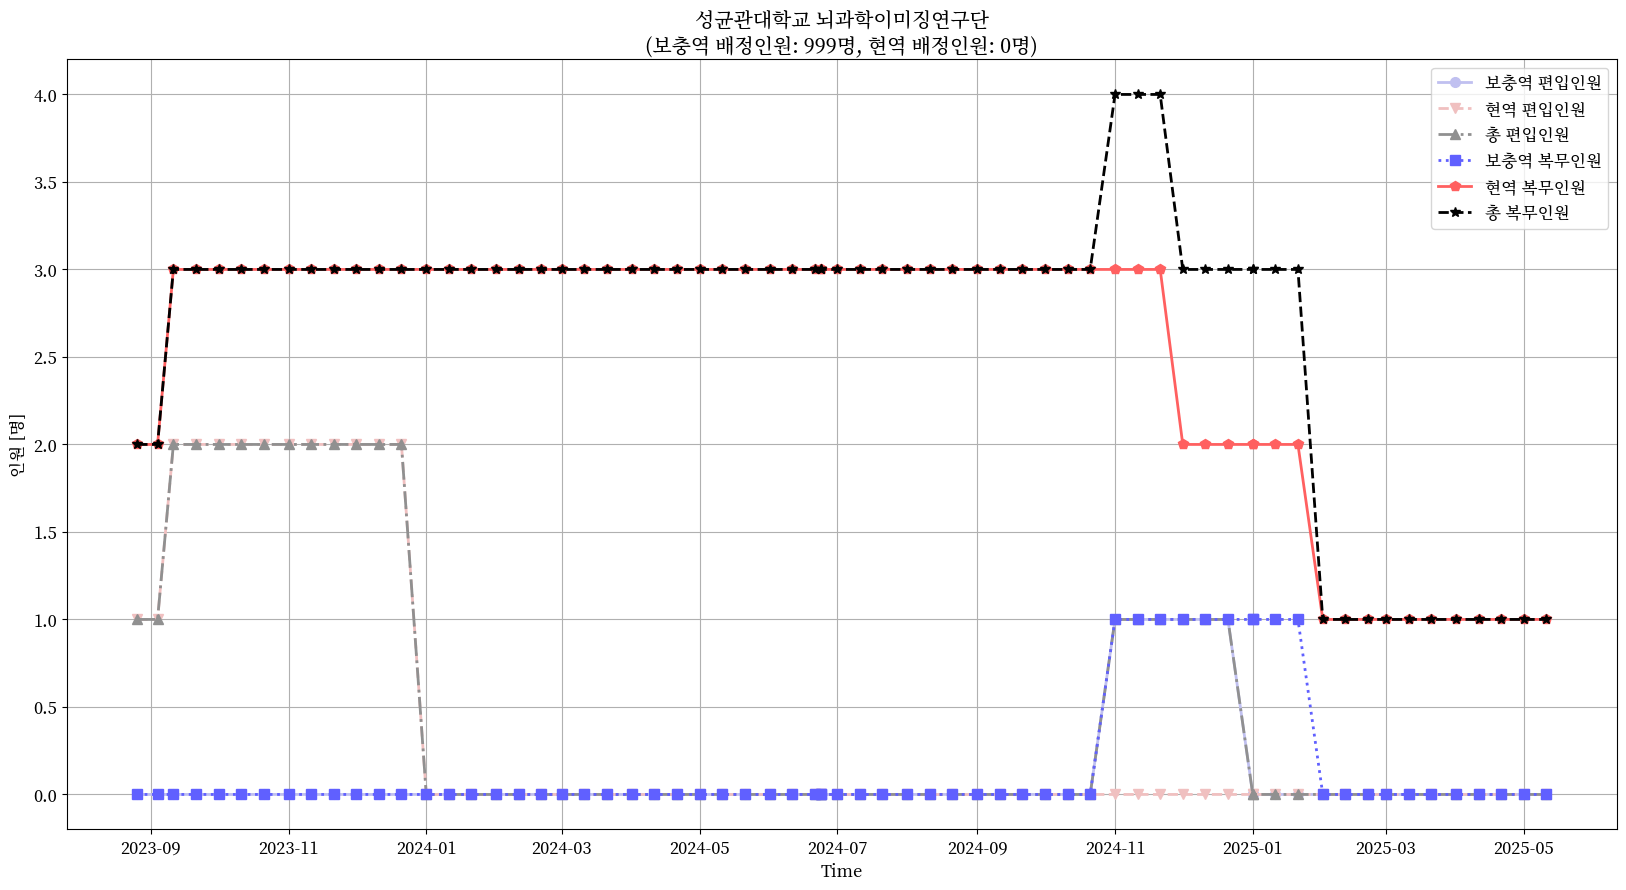 성균관대학교 뇌과학이미징연구단
(보충역 배정인원: 999명, 현역 배정인원: 0명)
보충역 편입인원
현역 편입인원
총 편입인원
보충역 복무인원
현역 복무인원
총 복무인원
4.0
3.5
3.0
2.5
2.0
1.5
1.0
0.5
0.0
인원 [명]
2023-09 2023-11 2024-01 2024-03 2024-05 2024-07 2024-09 2024-11 2025-01 2025-03 2025-05
Time